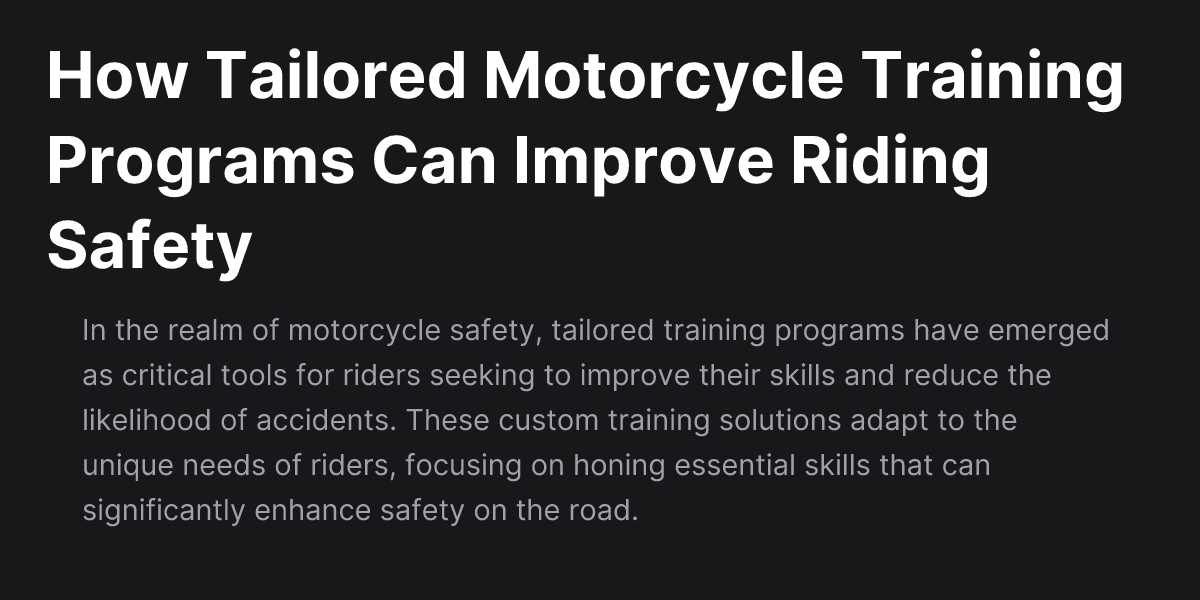 How Tailored Motorcycle Training
Programs Can Improve Riding
Safety
In the realm of motorcycle safety, tailored training programs have emerged
as critical tools for riders seeking to improve their skills and reduce the
likelihood of accidents. These custom training solutions adapt to the
unique needs of riders, focusing on honing essential skills that can
significantly enhance safety on the road.